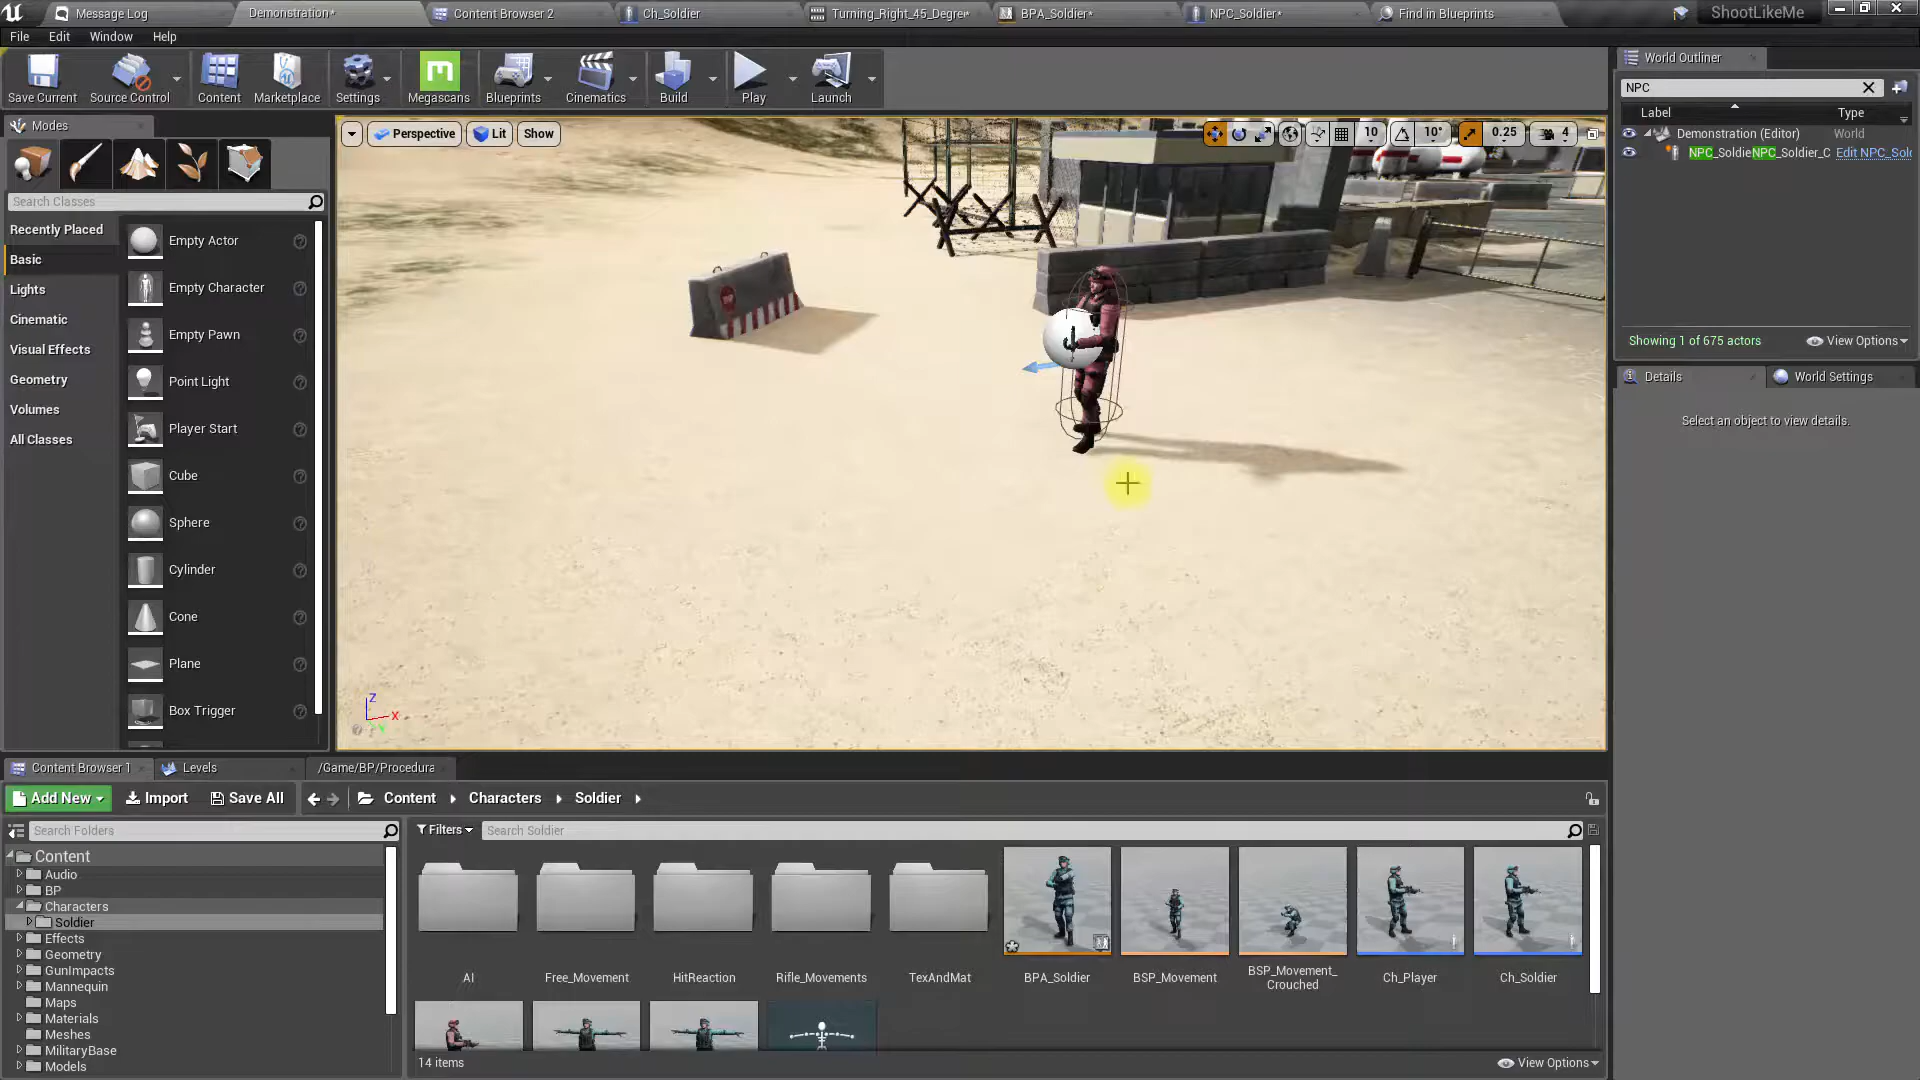 Message Log
Demonstration*
Content Browser 2
Ch_Soldier
Turning_Right_45_Degre*
BPA_Soldier*
NPC_Soldier*
Find in Blueprints
ShootLikeMe
File Edit Window Help
Save Current
Source Control
Content
Marketplace
Settings
Megascans
Blueprints
Cinematics
Build
Play
Launch
Modes
Search Classes
Recently Placed
Basic
Lights
Cinematic
Visual Effects
Geometry
Volumes
All Classes
Empty Actor
Empty Character
Empty Pawn
Point Light
Player Start
Cube
Sphere
Cylinder
Cone
Plane
Box Trigger
Perspective
Lit
Show
10
10°
0.25
4
Z
X
Y
World Outliner
NPC
Label
Type
Demonstration (Editor)
World
NPC_SoldieNPC_Soldier_C
Edit NPC_Sold
Showing 1 of 675 actors
View Options
Details
World Settings
Select an object to view details.
Content Browser 1
Levels
/Game/BP/Procedura
Add New
Import
Save All
Content
Characters
Soldier
Search Folders
Content
Audio
BP
Characters
Soldier
Effects
Geometry
GunImpacts
Mannequin
Maps
Materials
Meshes
MilitaryBase
Models
Filters
Search Soldier
AI
Free_Movement
HitReaction
Rifle_Movements
TexAndMat
BPA_Soldier
BSP_Movement
BSP_Movement_
Crouched
Ch_Player
Ch_Soldier
14 items
View Options